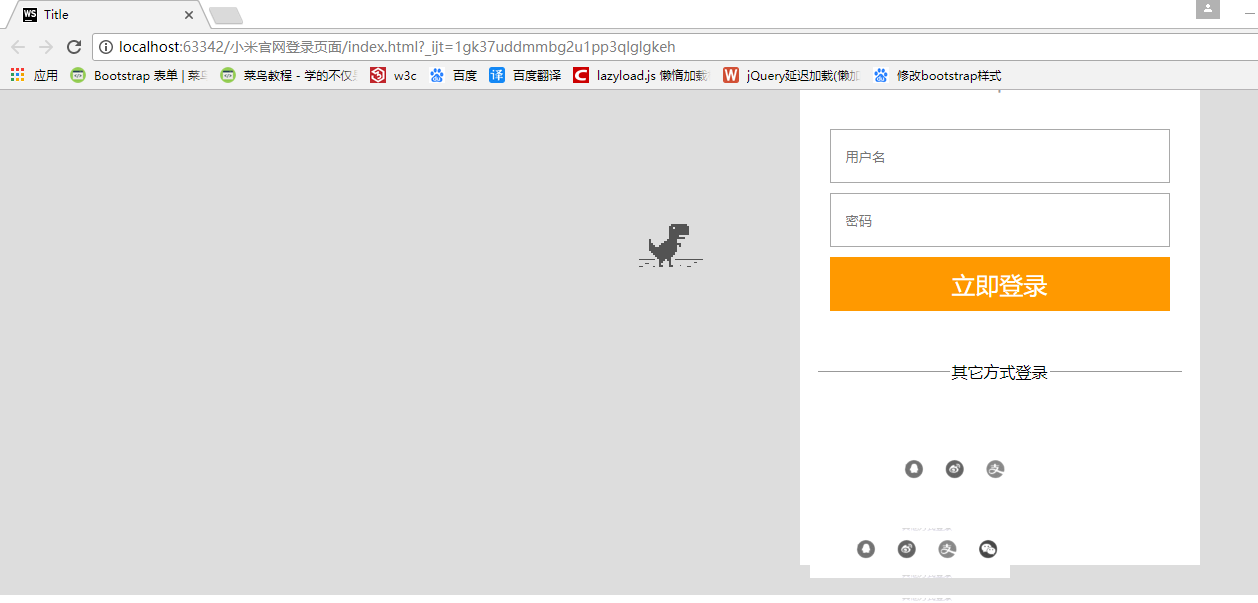 WS Title
localhost:63342/小米官网登录页面/index.html?_ijt=1gk37uddmmbg2u1pp3qlglgkeh
应用 Bootstrap 表单 | 菜鸟 菜鸟教程 - 学的不仅 w3c 百度 译 百度翻译 C lazyload.js 懒惰加载 W jQuery延迟加载(懒加 修改bootstrap样式
用户名
密码
立即登录
其它方式登录
支
支